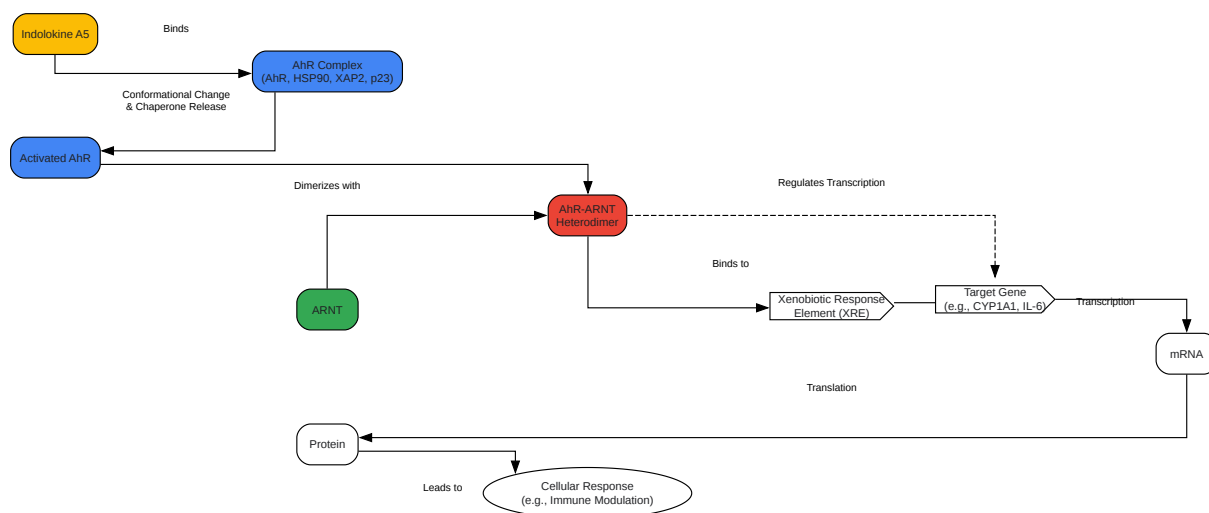 Indolokine A5
Binds
AhR Complex
(AhR, HSP90, XAP2, p23)
Conformational Change
& Chaperone Release
Activated AhR
Dimerizes with
Regulates Transcription
AhR-ARNT
Heterodimer
Binds to
ARNT
Xenobiotic Response
Element (XRE)
Target Gene
(e.g., CYP1A1, IL-6)
Transcription
mRNA
Translation
Protein
Leads to
Cellular Response
(e.g., Immune Modulation)